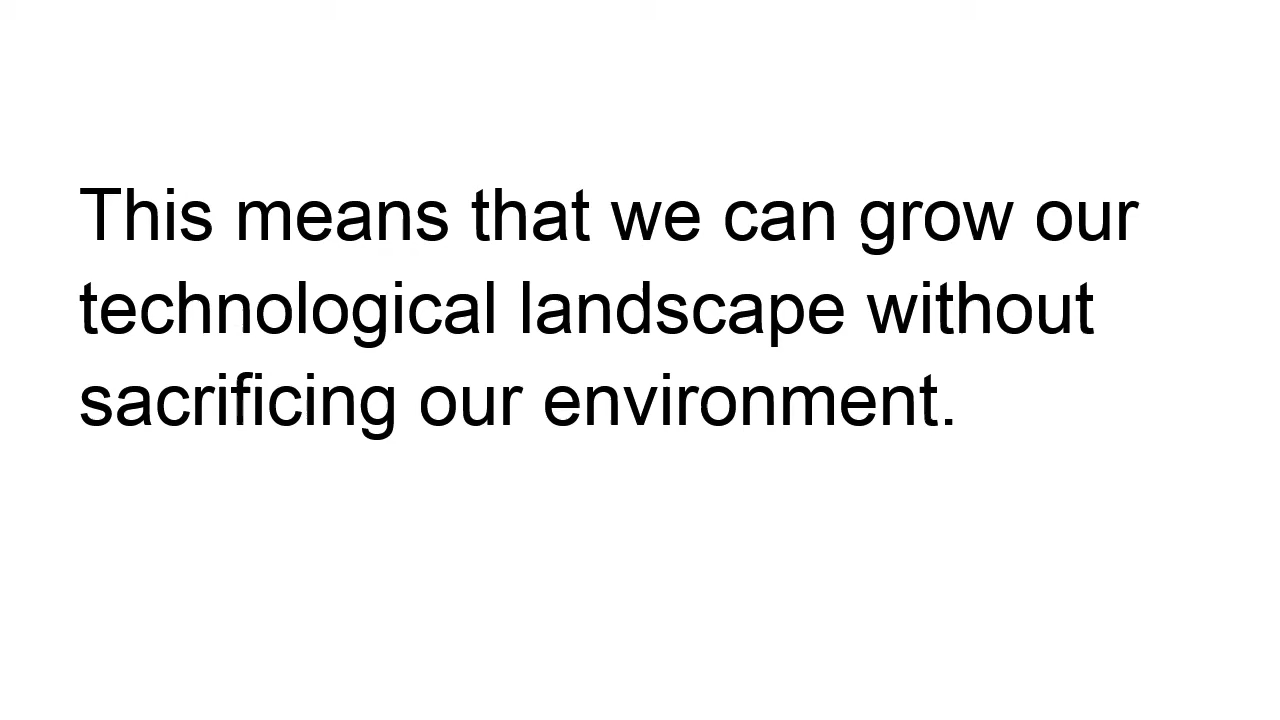 This means that we can grow our
technological landscape without
sacrificing our environment.